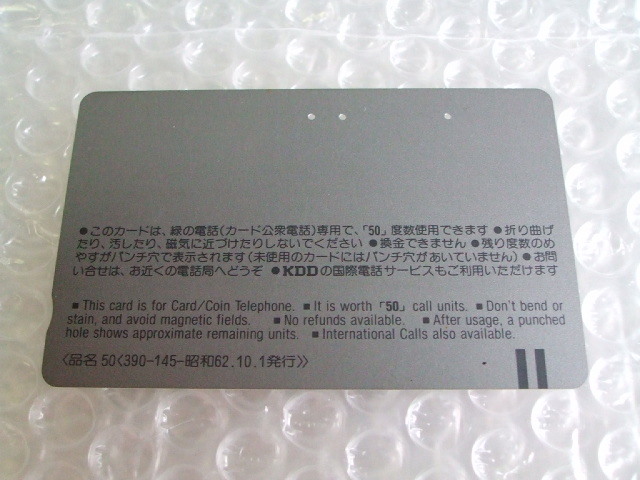 ●このカードは、緑の電話(カード公衆電話)専用で、「50」度数使用できます ●折り曲げ
たり、汚したり、磁気に近づけたりしないでください ●換金できません ●残り度数のめ
やすがパンチ穴で表示されます(未使用のカードにはパンチ穴があいていません) ●お問
い合せは、お近くの電話局へどうぞ ●KDDの国際電話サービスもご利用いただけます
■ This card is for Card/Coin Telephone. ■ It is worth 「50」 call units. ■ Don't bend or
stain, and avoid magnetic fields. ■ No refunds available. ■ After usage, a punched
hole shows approximate remaining units. ■ International Calls also available.
〈品名 50〈390-145-昭和62.10.1発行〉〉